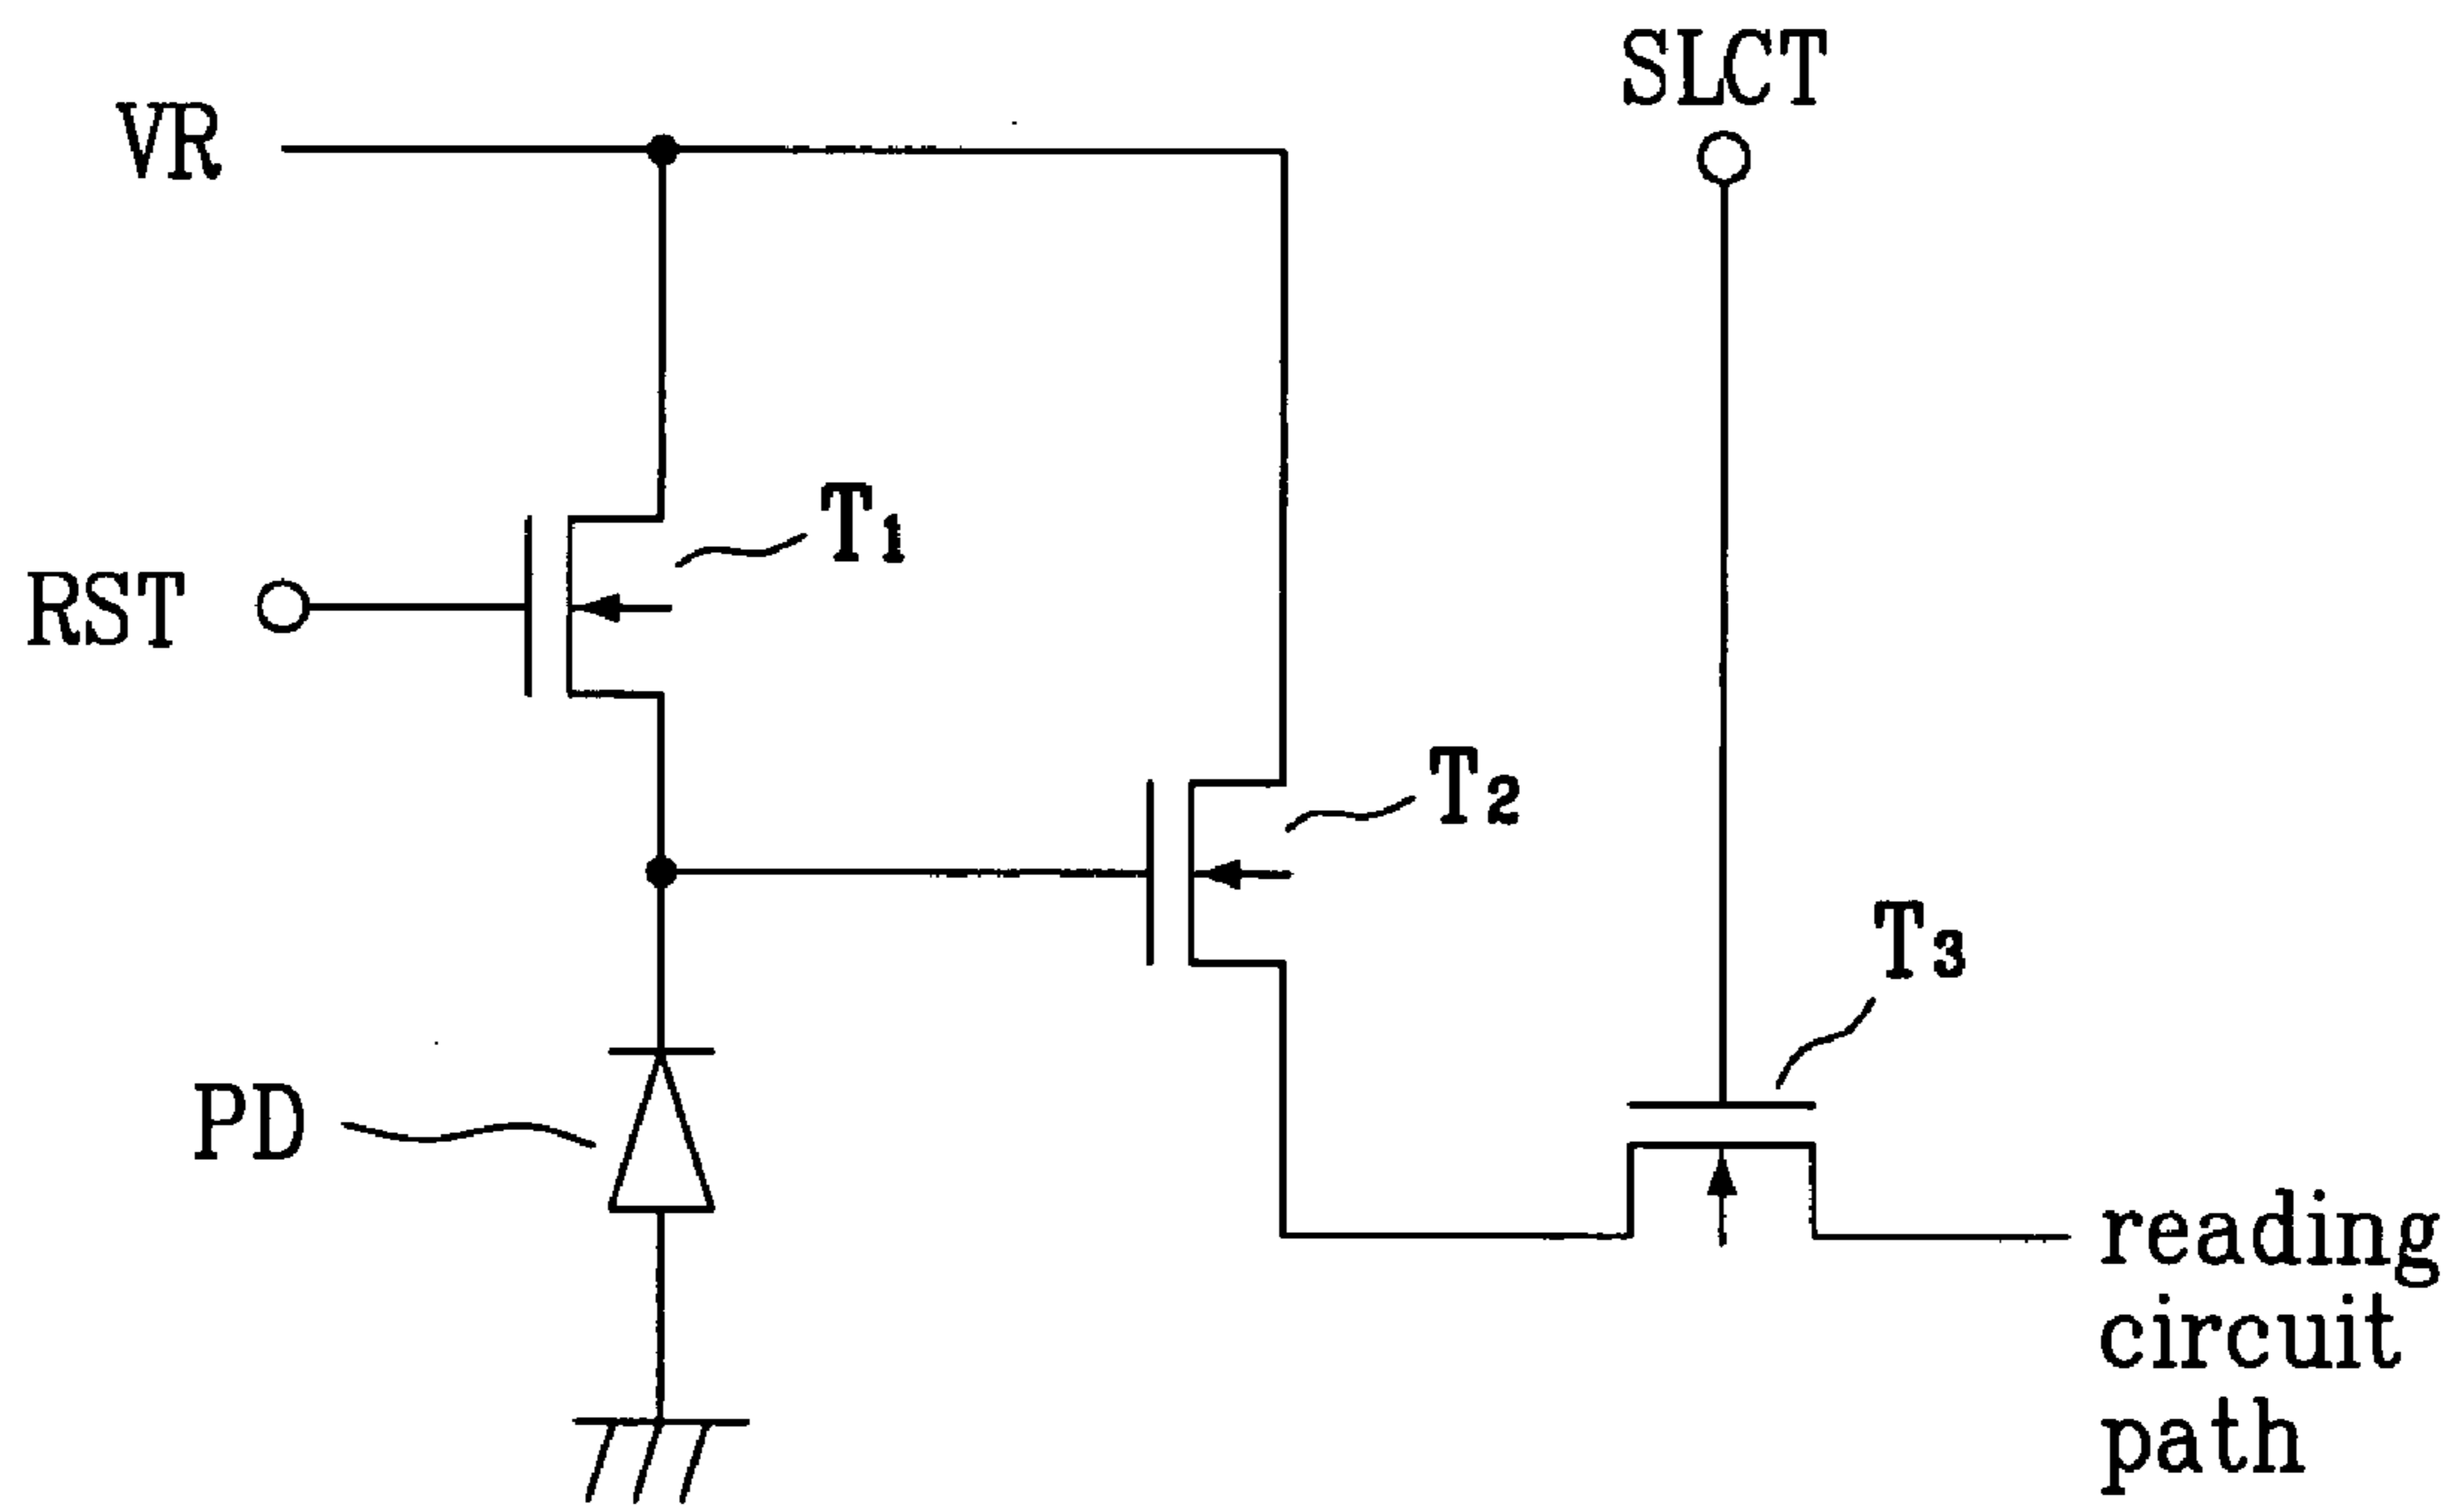 SLCT
VR
T1
RST
T2
T3
PD
reading
circuit
path